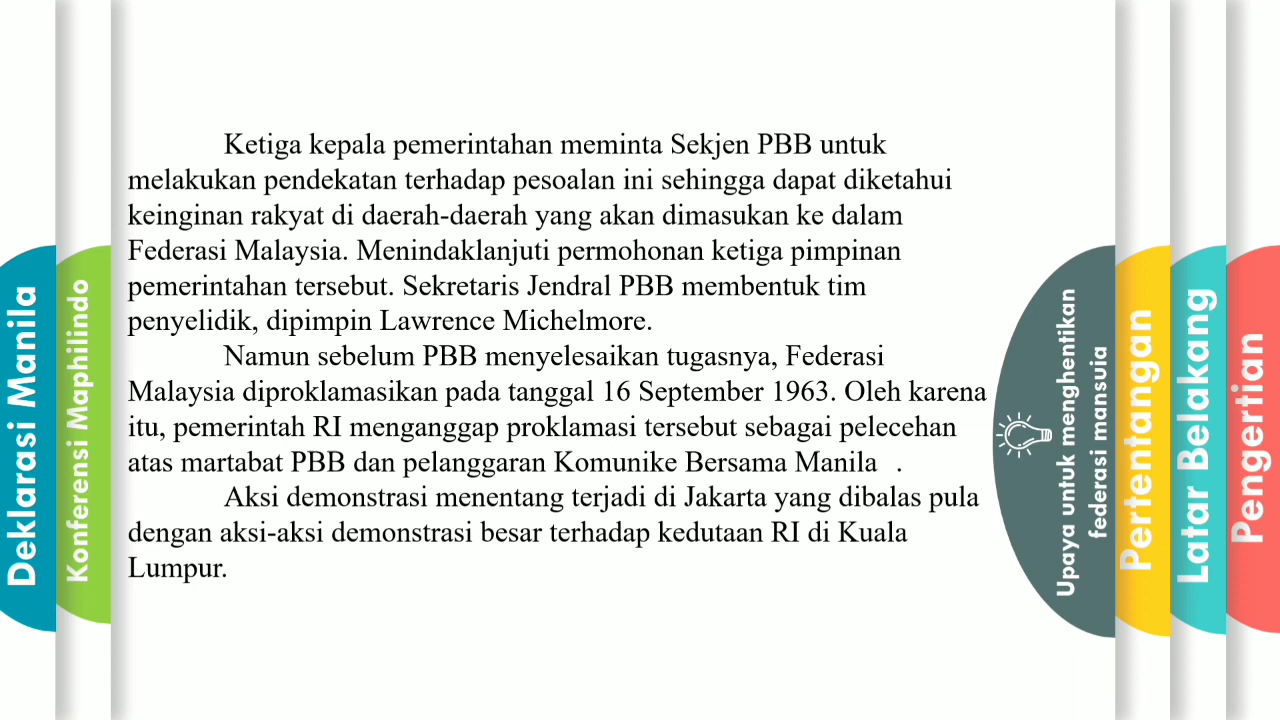 Deklarasi Manila
Konferensi Maphilindo
Ketiga kepala pemerintahan meminta Sekjen PBB untuk
melakukan pendekatan terhadap pesoalan ini sehingga dapat diketahui
keinginan rakyat di daerah-daerah yang akan dimasukan ke dalam
Federasi Malaysia. Menindaklanjuti permohonan ketiga pimpinan
pemerintahan tersebut. Sekretaris Jendral PBB membentuk tim
penyelidik, dipimpin Lawrence Michelmore.
Namun sebelum PBB menyelesaikan tugasnya, Federasi
Malaysia diproklamasikan pada tanggal 16 September 1963. Oleh karena
itu, pemerintah RI menganggap proklamasi tersebut sebagai pelecehan
atas martabat PBB dan pelanggaran Komunike Bersama Manila .
Aksi demonstrasi menentang terjadi di Jakarta yang dibalas pula
dengan aksi-aksi demonstrasi besar terhadap kedutaan RI di Kuala
Lumpur.
Upaya untuk menghentikan
federasi mansuia
Pertentangan
Latar Belakang
Pengertian